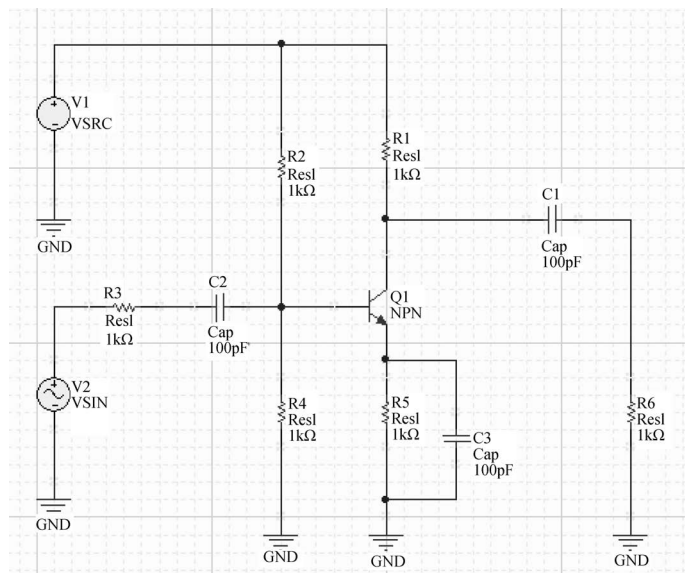 V1
VSRC
GND
R2
Resl
1kΩ
R1
Resl
1kΩ
C1
Cap
100pF
R3
Resl
1kΩ
C2
Cap
100pF
Q1
NPN
V2
VSIN
GND
R4
Resl
1kΩ
GND
R5
Resl
1kΩ
C3
Cap
100pF
GND
R6
Resl
1kΩ
GND